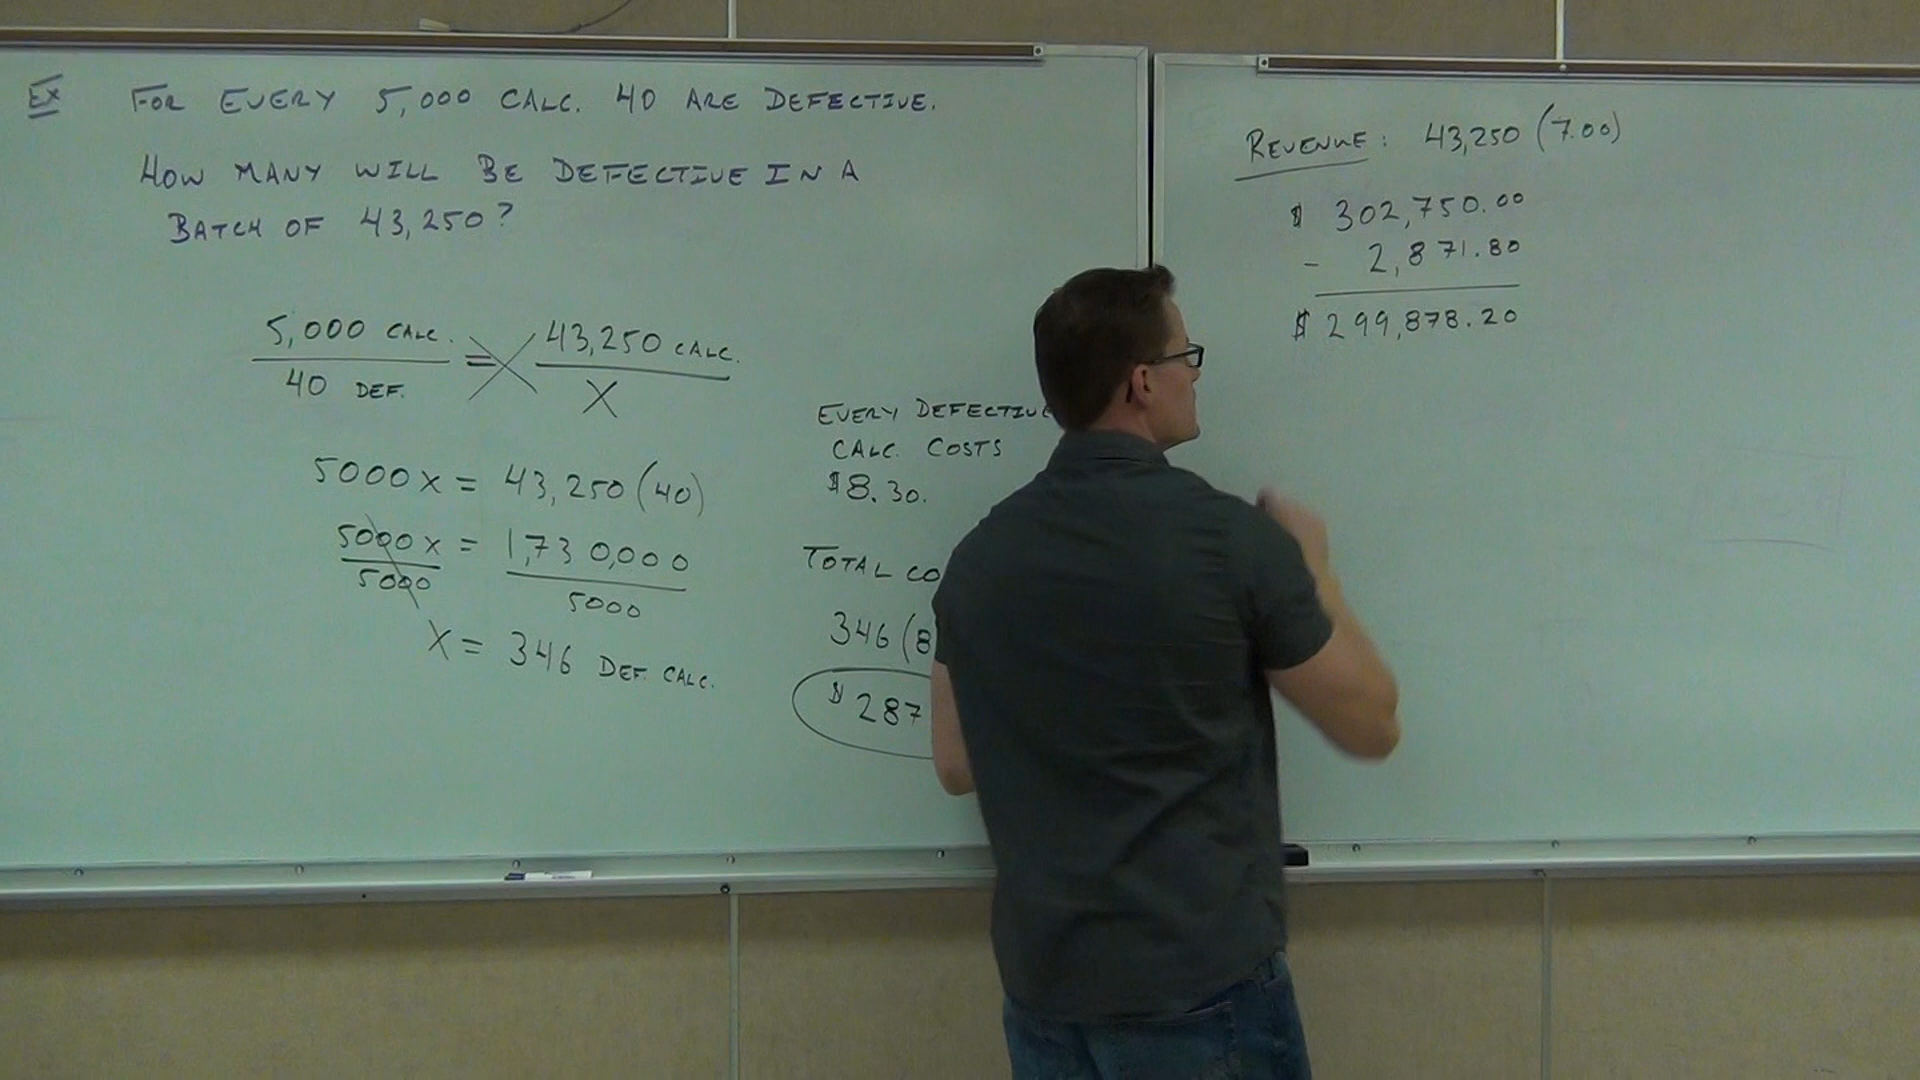 Ex FOR EVERY 5,000 CALC. 40 ARE DEFECTIVE.
HOW MANY WILL BE DEFECTIVE IN A
BATCH OF 43,250?
5,000 CALC. = 43,250 CALC.
40 DEF. X
5000x = 43,250(40)
5000x = 1,730,000
5000 5000
X = 346 DEF. CALC.
EVERY DEFECTIVE
CALC. COSTS
$8.30.
TOTAL CO
346(8
$287
REVENUE: 43,250(7.00)
$ 302,750.00
- 2,871.80
$ 299,878.20